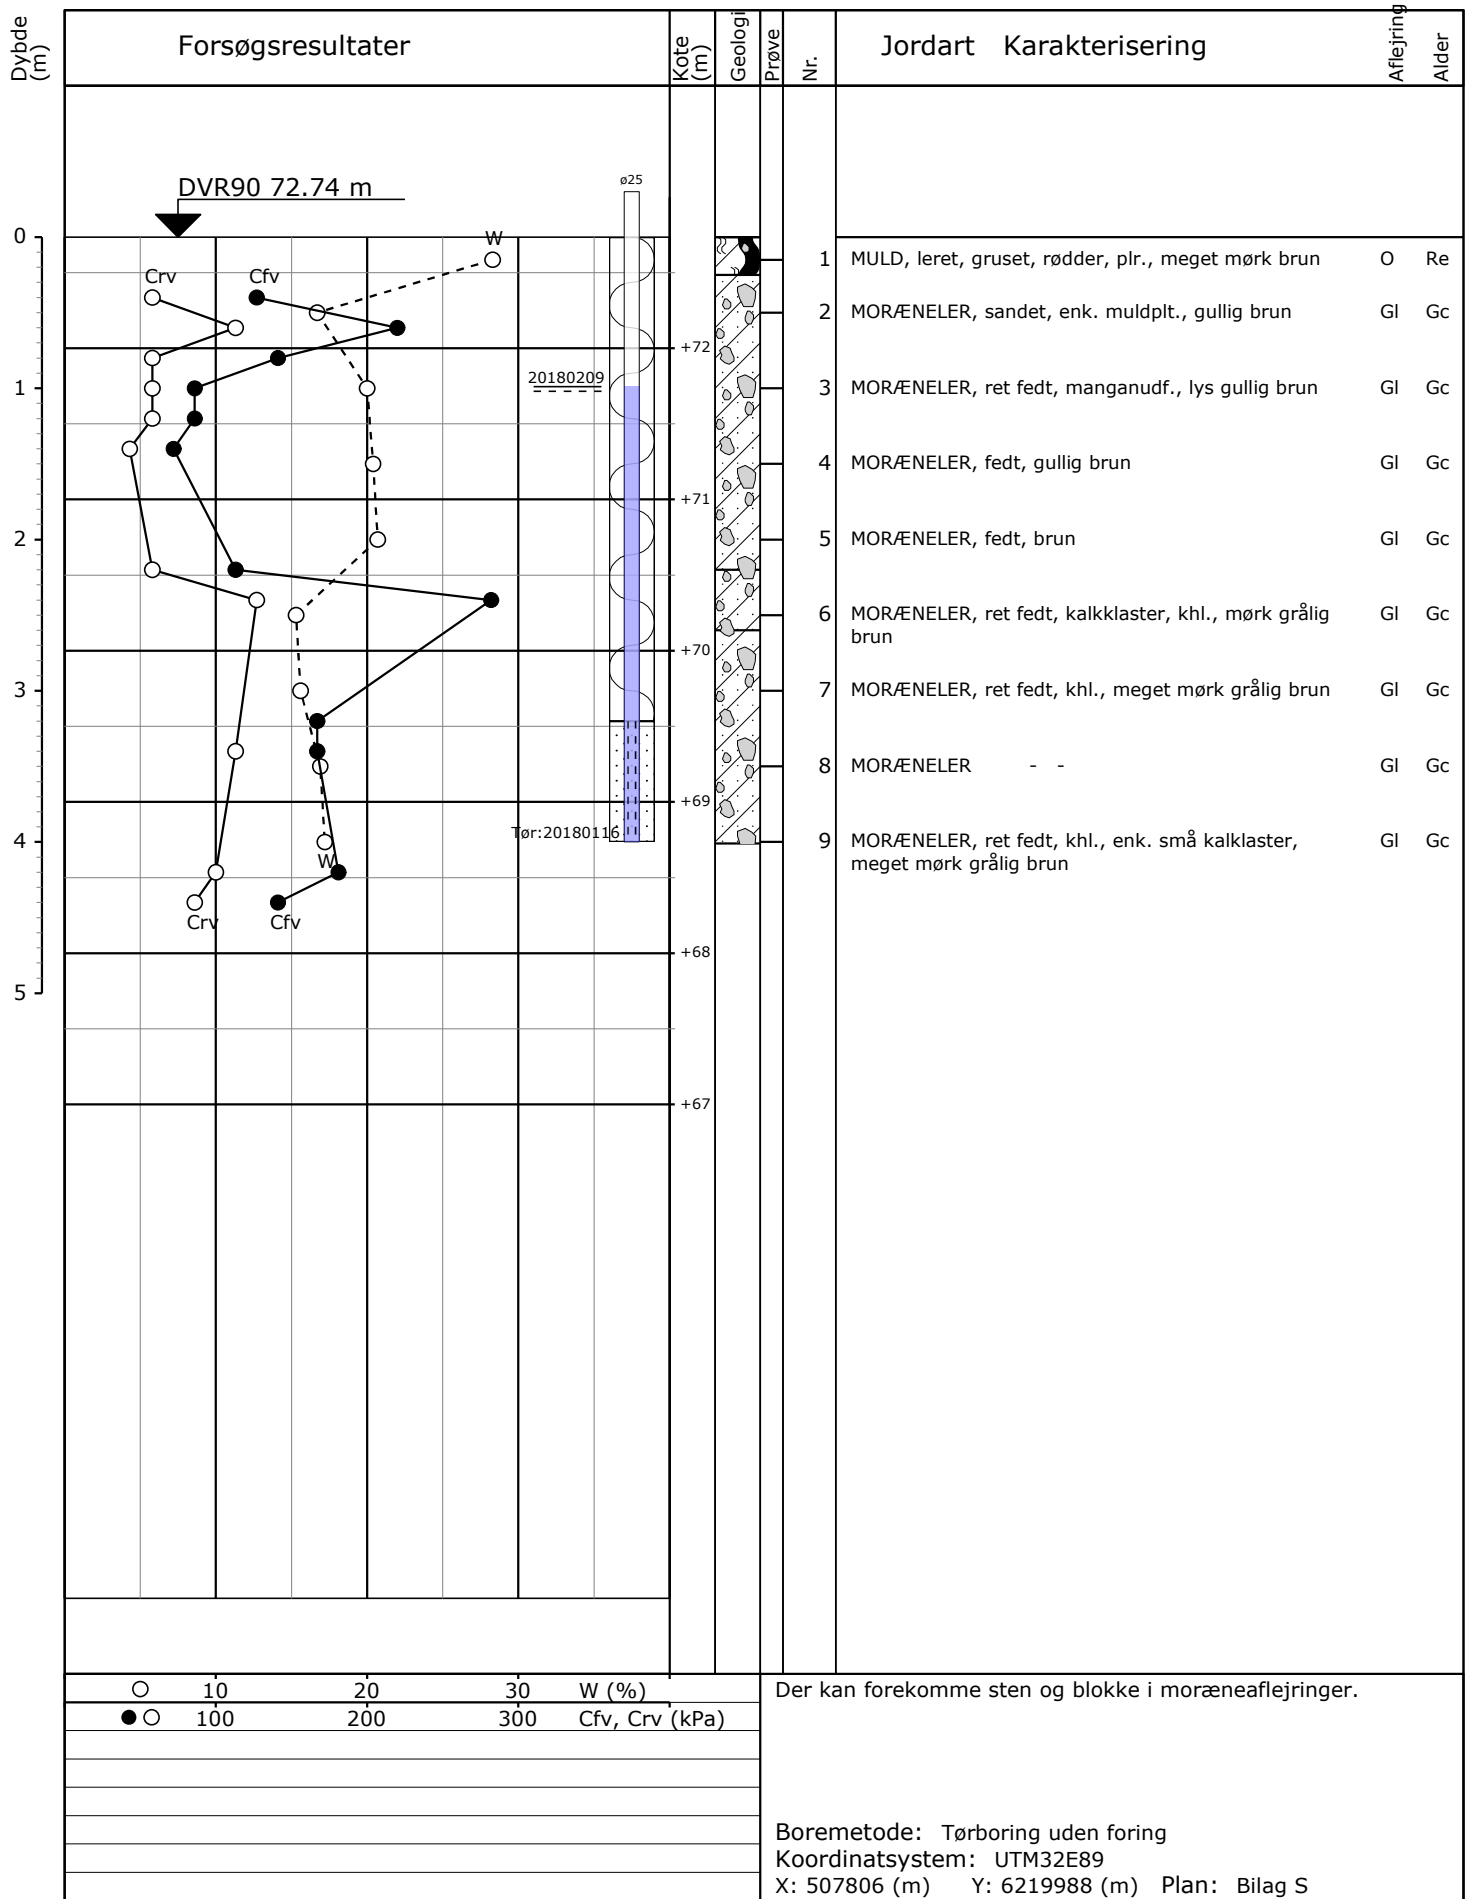 Dybde
(m)
Forsøgsresultater
Kote
(m)
Geologi
Prøve
Nr.
Jordart Karakterisering
Aflejring
Alder
DVR90 72.74 m
ø25
0
W
Crv
Cfv
1 MULD, leret, gruset, rødder, plr., meget mørk brun O Re
2 MORÆNELER, sandet, enk. muldplt., gullig brun Gl Gc
+72
20180209
1
3 MORÆNELER, ret fedt, manganudf., lys gullig brun Gl Gc
4 MORÆNELER, fedt, gullig brun Gl Gc
+71
2
5 MORÆNELER, fedt, brun Gl Gc
6 MORÆNELER, ret fedt, kalkklaster, khl., mørk grålig Gl Gc
brun
+70
3
7 MORÆNELER, ret fedt, khl., meget mørk grålig brun Gl Gc
8 MORÆNELER - - Gl Gc
+69
Tør:20180116
4
9 MORÆNELER, ret fedt, khl., enk. små kalklaster, Gl Gc
meget mørk grålig brun
W
Crv
Cfv
+68
5
+67
10 20 30 W (%)
100 200 300 Cfv, Crv (kPa)
Der kan forekomme sten og blokke i moræneaflejringer.
Boremetode: Tørboring uden foring
Koordinatsystem: UTM32E89
X: 507806 (m) Y: 6219988 (m) Plan: Bilag S